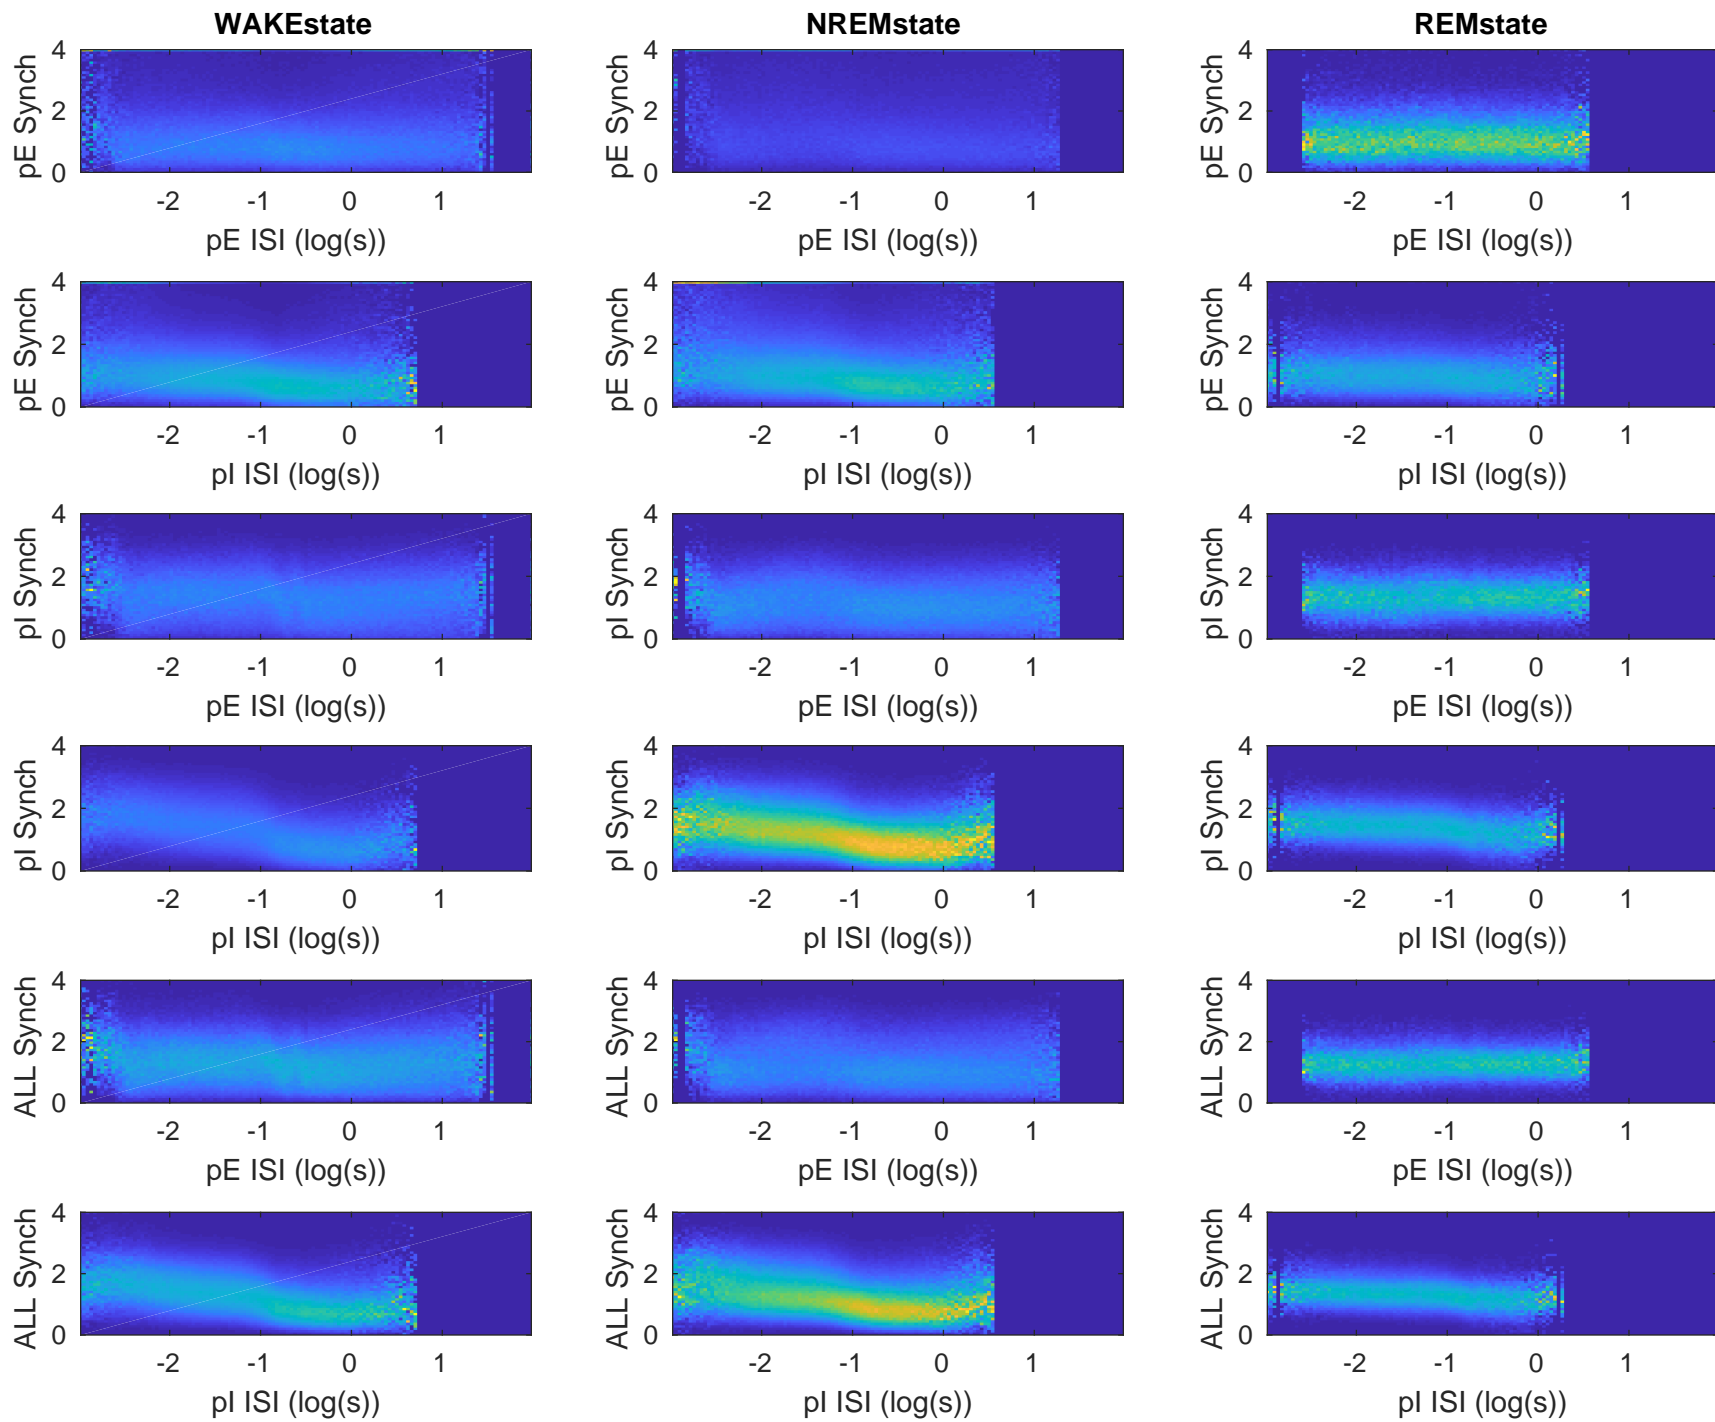 WAKEstate NREMstate REMstate
4 4 4
pE Synch pE Synch pE Synch
2 2 2
0 0 0
-2 -1 0 1 -2 -1 0 1 -2 -1 0 1
pE ISI (log(s)) pE ISI (log(s)) pE ISI (log(s))
4 4 4
pE Synch pE Synch pE Synch
2 2 2
0 0 0
-2 -1 0 1 -2 -1 0 1 -2 -1 0 1
pI ISI (log(s)) pI ISI (log(s)) pI ISI (log(s))
4 4 4
pI Synch pI Synch pI Synch
2 2 2
0 0 0
-2 -1 0 1 -2 -1 0 1 -2 -1 0 1
pE ISI (log(s)) pE ISI (log(s)) pE ISI (log(s))
4 4 4
pI Synch pI Synch pI Synch
2 2 2
0 0 0
-2 -1 0 1 -2 -1 0 1 -2 -1 0 1
pI ISI (log(s)) pI ISI (log(s)) pI ISI (log(s))
4 4 4
ALL Synch ALL Synch ALL Synch
2 2 2
0 0 0
-2 -1 0 1 -2 -1 0 1 -2 -1 0 1
pE ISI (log(s)) pE ISI (log(s)) pE ISI (log(s))
4 4 4
ALL Synch ALL Synch ALL Synch
2 2 2
0 0 0
-2 -1 0 1 -2 -1 0 1 -2 -1 0 1
pI ISI (log(s)) pI ISI (log(s)) pI ISI (log(s))